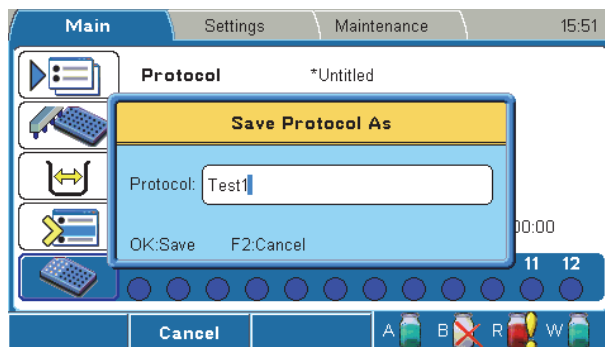 Main Settings Maintenance 15:51
Protocol *Untitled
Save Protocol As
Protocol: Test1
00:00
OK:Save F2:Cancel
11 12
Cancel A B R W